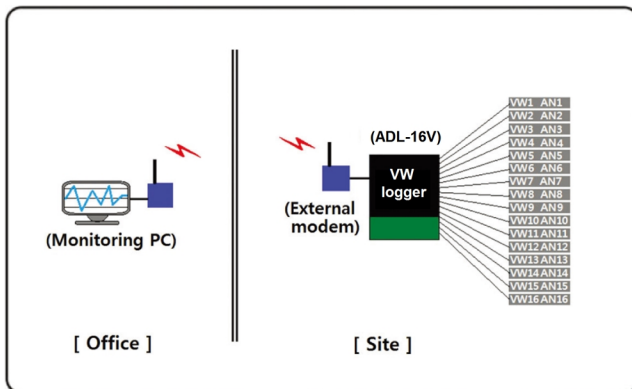 (Monitoring PC)
[ Office ]
(ADL-16V)
VW
logger
(External
modem)
VW1 AN1
VW2 AN2
VW3 AN3
VW4 AN4
VW5 AN5
VW6 AN6
VW7 AN7
VW8 AN8
VW9 AN9
VW10 AN10
VW11 AN11
VW12 AN12
VW13 AN13
VW14 AN14
VW15 AN15
VW16 AN16
[ Site ]